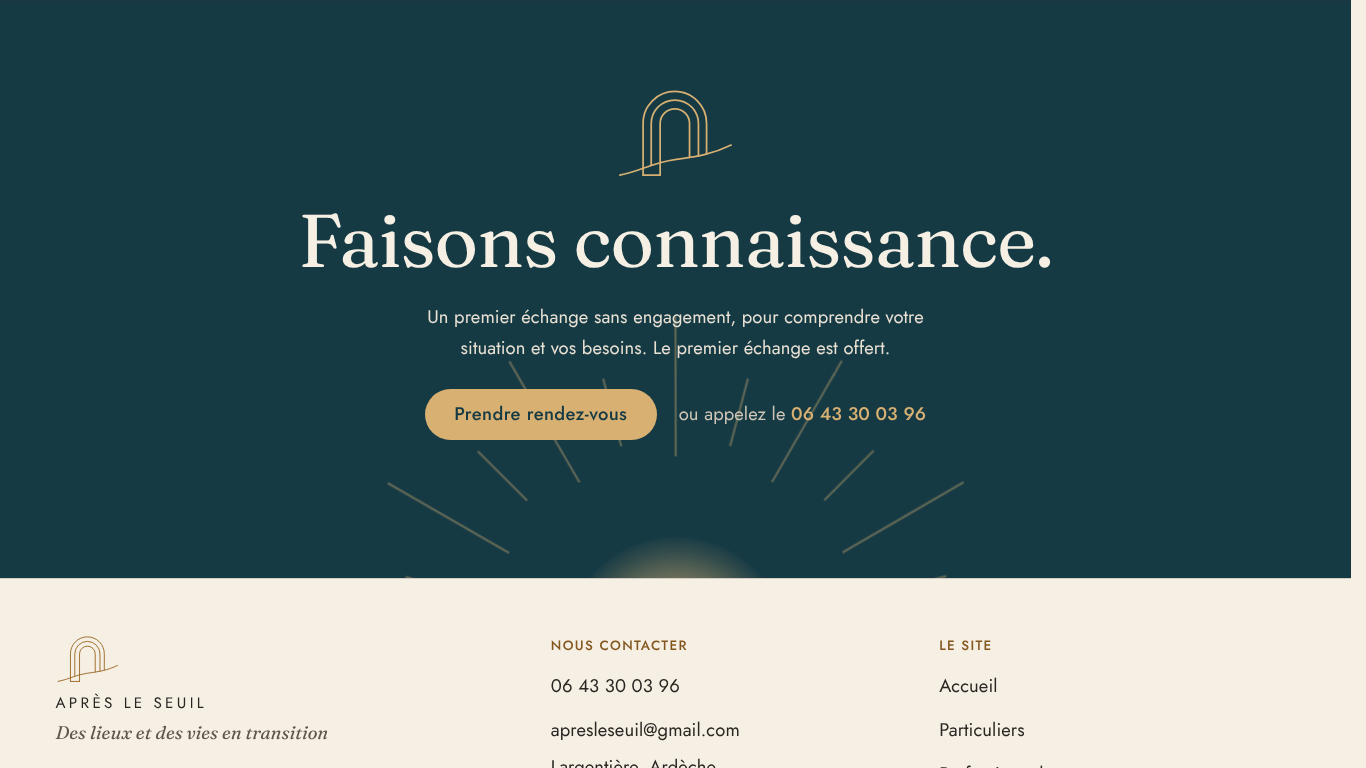 Faisons connaissance.
Un premier échange sans engagement, pour comprendre votre
situation et vos besoins. Le premier échange est offert.
Prendre rendez-vous
ou appelez le 06 43 30 03 96
APRÈS LE SEUIL
Des lieux et des vies en transition
NOUS CONTACTER
06 43 30 03 96
apresleseuil@gmail.com
Largentière, Ardèche
LE SITE
Accueil
Particuliers